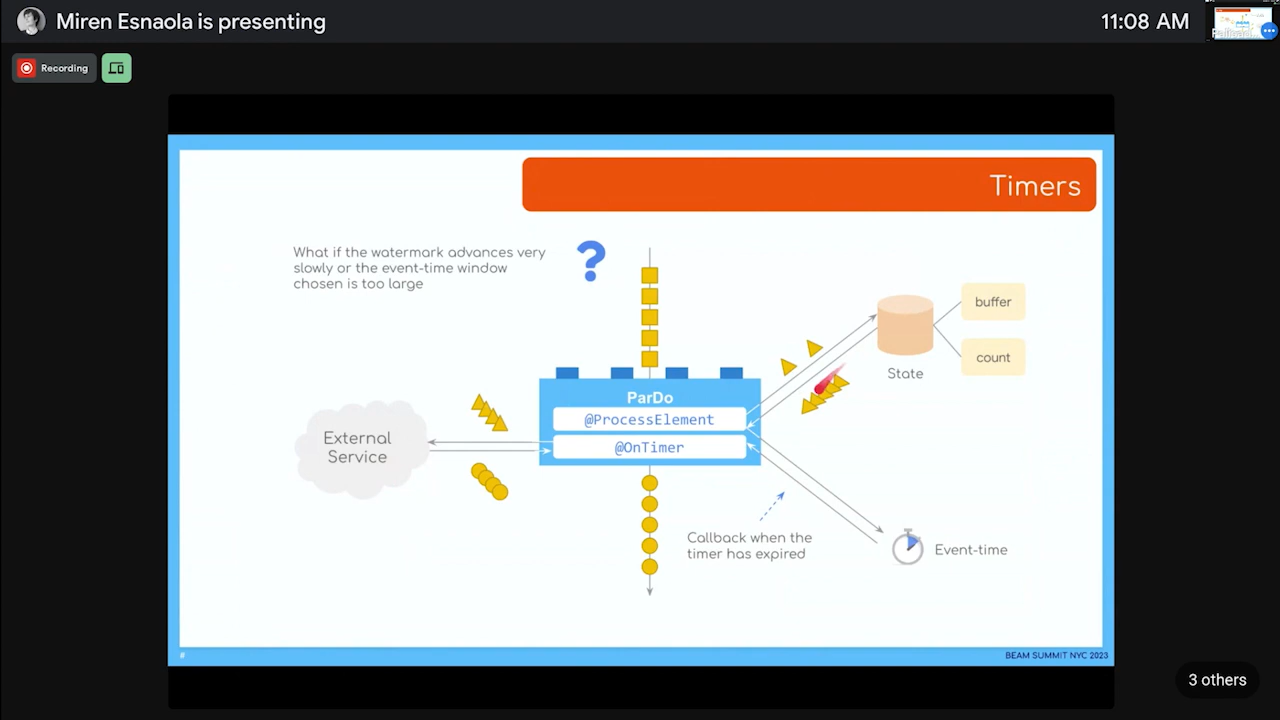 Miren Esnaola is presenting
11:08 AM
Recording
Timers
What if the watermark advances very
slowly or the event-time window
chosen is too large
?
buffer
count
State
ParDo
@ProcessElement
@OnTimer
External
Service
Callback when the
timer has expired
Event-time
#
BEAM SUMMIT NYC 2023
3 others